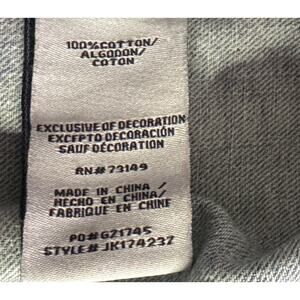 100%COTTON/
ALGODON/
COTON
EXCLUSIVE OF DECORATION
EXCEPTO DECORACIÓN
SAUF DÉCORATION
RN# 73149
MADE IN CHINA/
HECHO EN CHINA/
FABRIQUE EN CHINE
PO# G21745
STYLE# JK17423Z